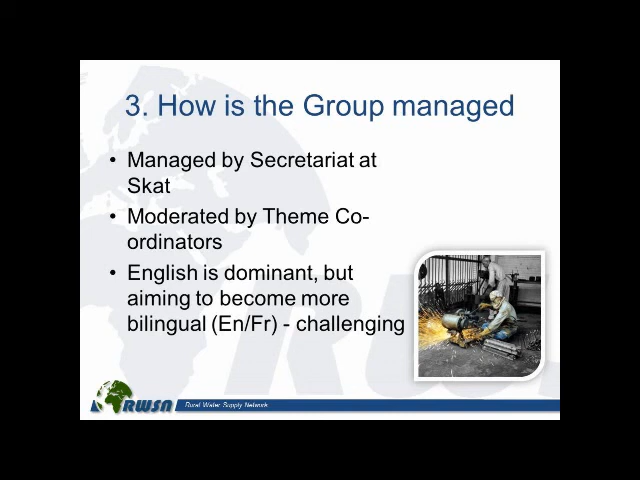 3. How is the Group managed
• Managed by Secretariat at
Skat
• Moderated by Theme Co-
ordinators
• English is dominant, but
aiming to become more
bilingual (En/Fr) - challenging
RWSN Rural Water Supply Network